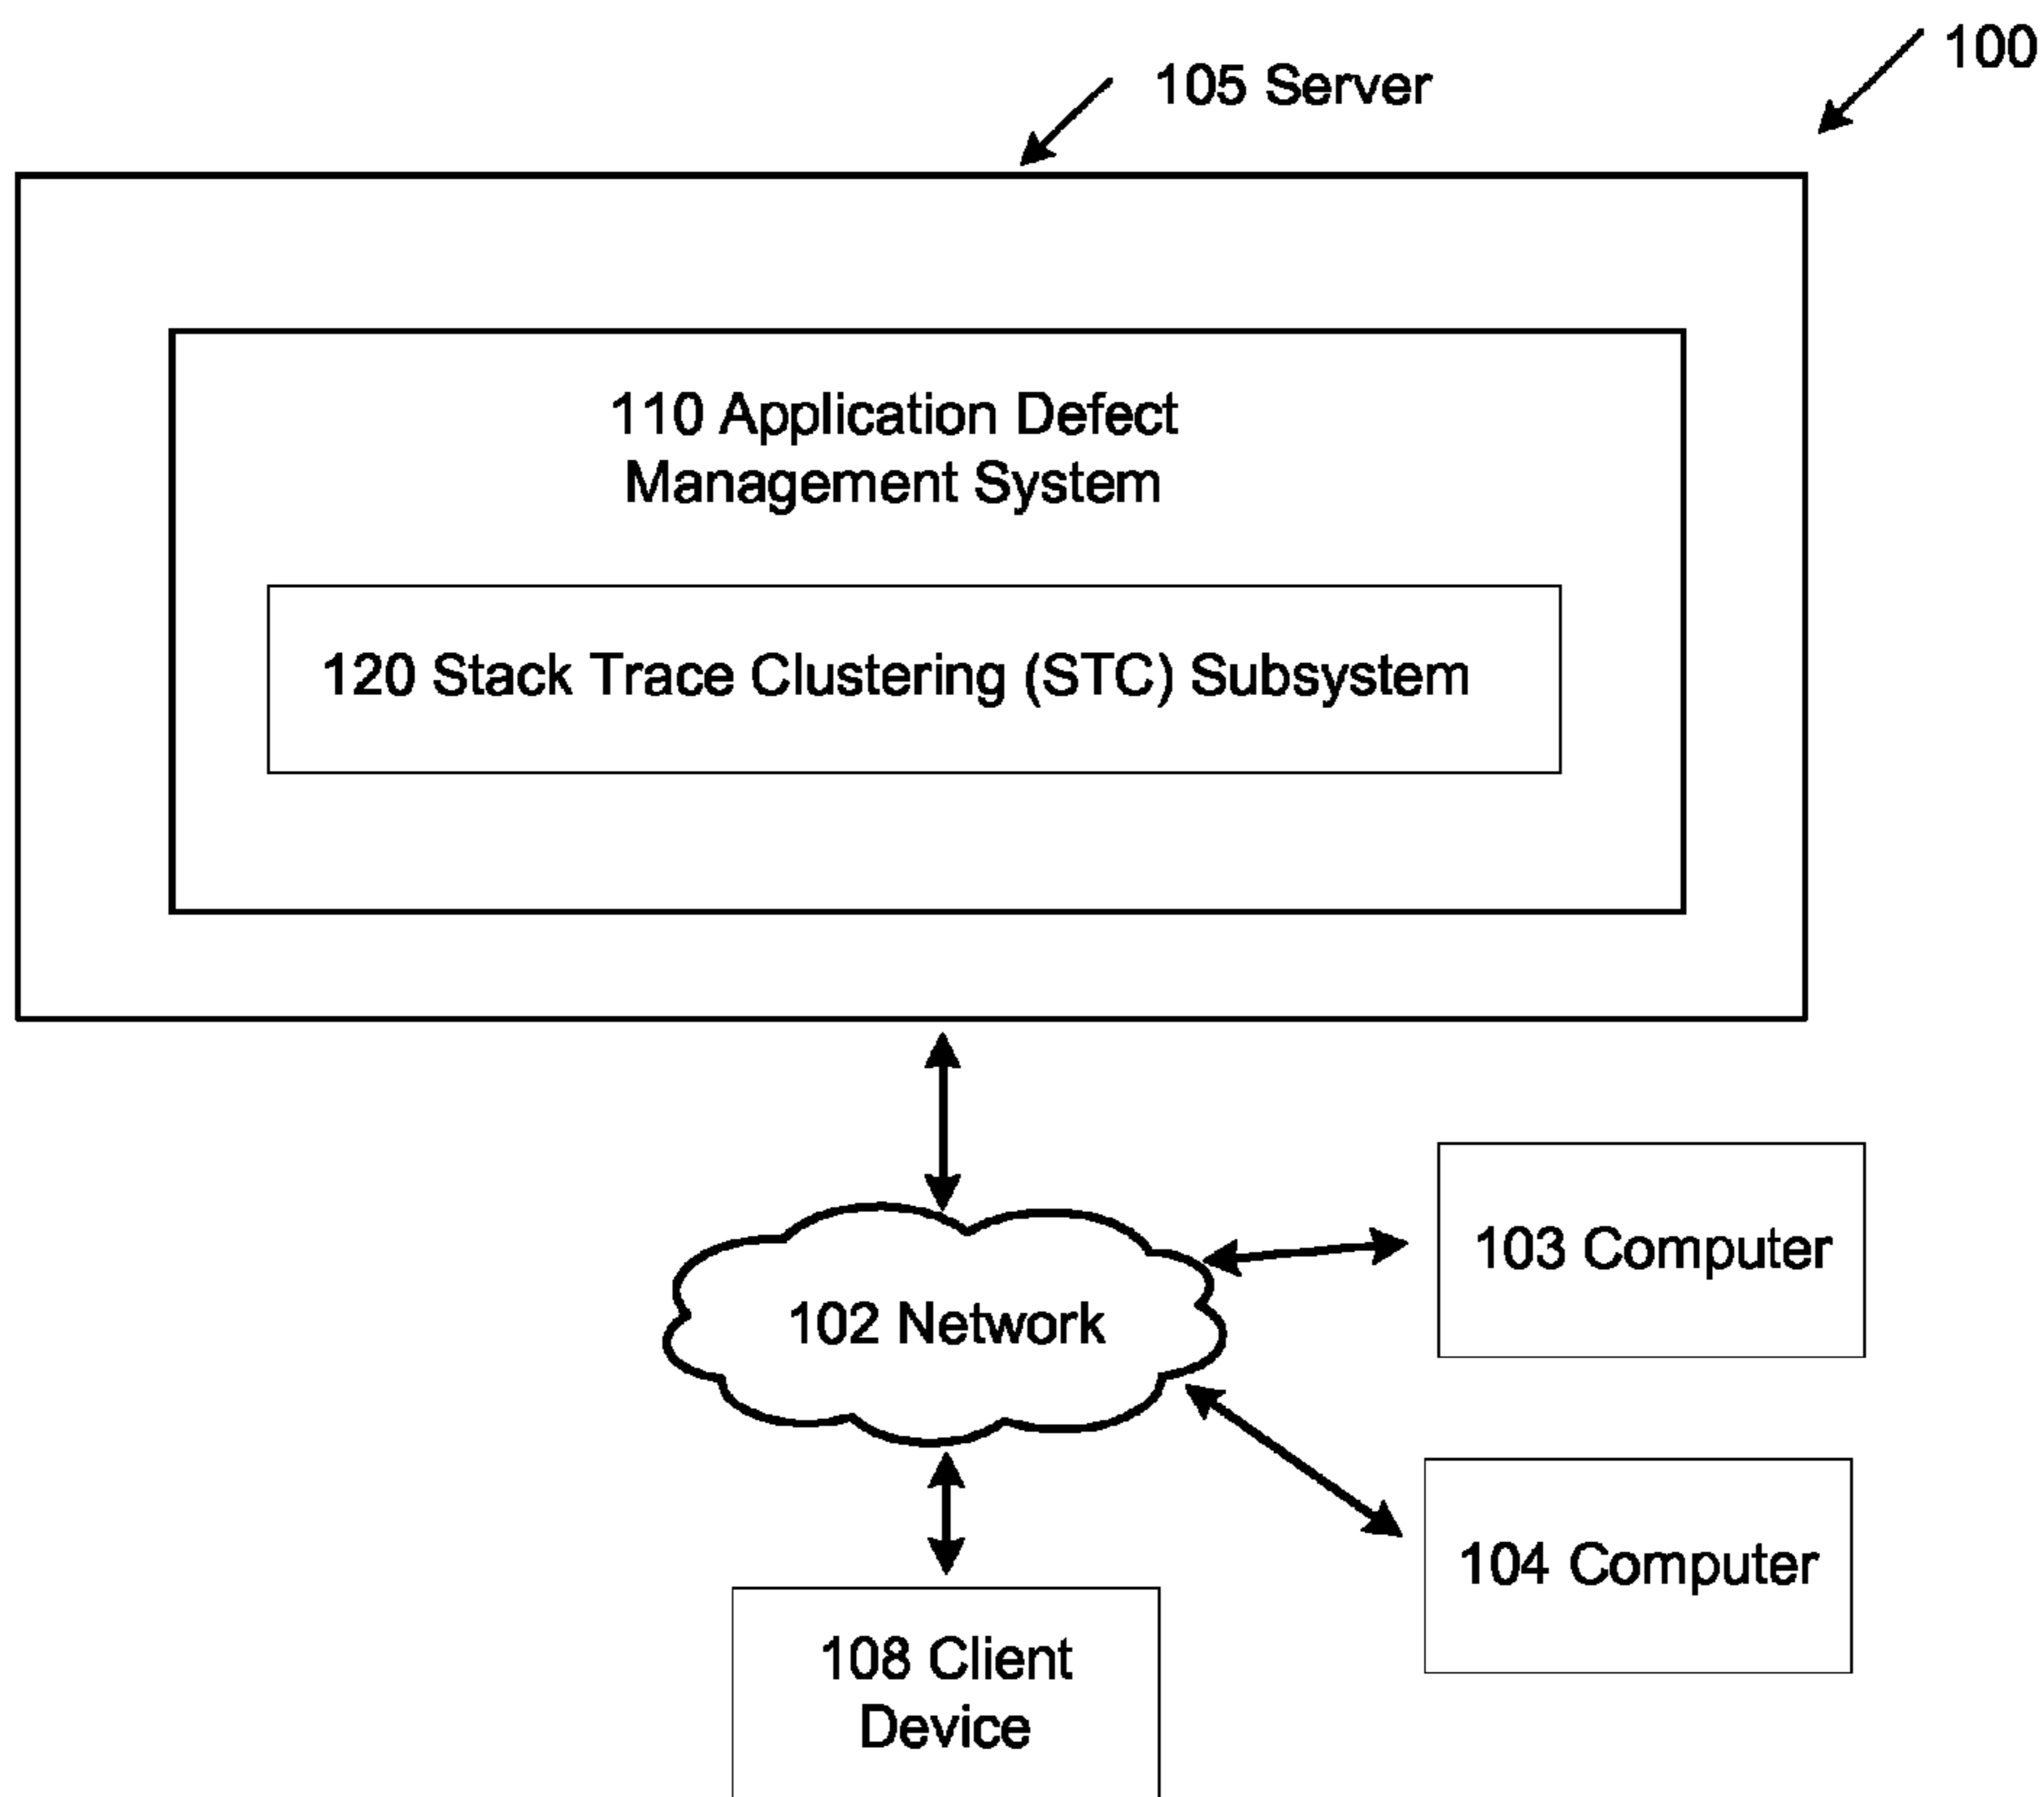 100
105 Server
110 Application Defect
Management System
120 Stack Trace Clustering (STC) Subsystem
103 Computer
102 Network
104 Computer
108 Client
Device